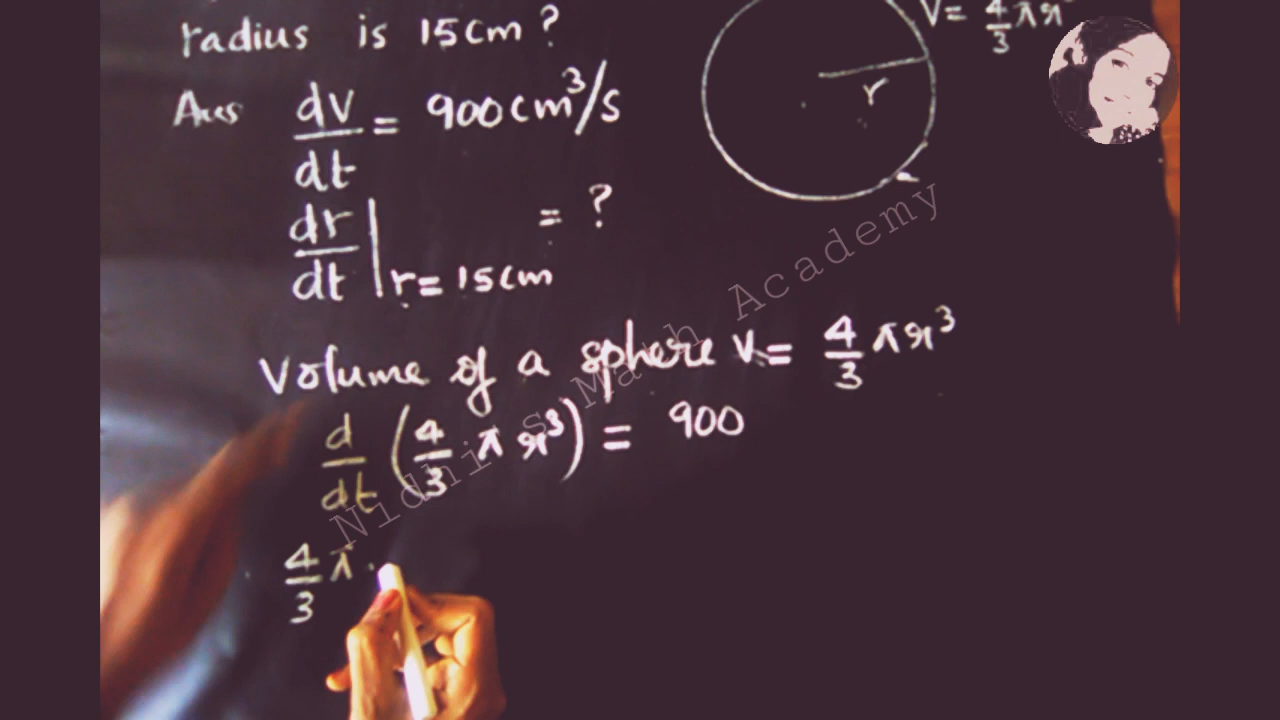 radius is 15cm?
V= 4/3 πr
r
Ans dv/dt = 900cm³/s
dr/dt | r=15cm = ?
Volume of a sphere V= 4/3 πr³
d/dt (4/3 πr³) = 900
4/3 π.
Nidhi's Math Academy